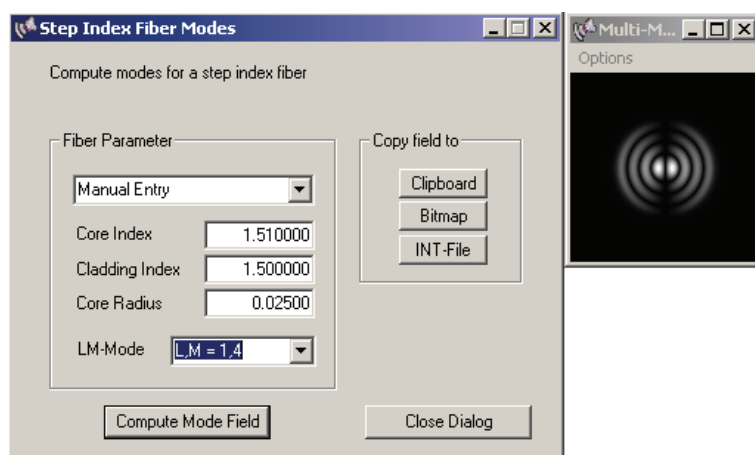 Step Index Fiber Modes
Multi-M...
Options
Compute modes for a step index fiber
Fiber Parameter
Manual Entry
Core Index 1.510000
Cladding Index 1.500000
Core Radius 0.02500
LM-Mode L,M = 1,4
Copy field to
Clipboard
Bitmap
INT-File
Compute Mode Field
Close Dialog